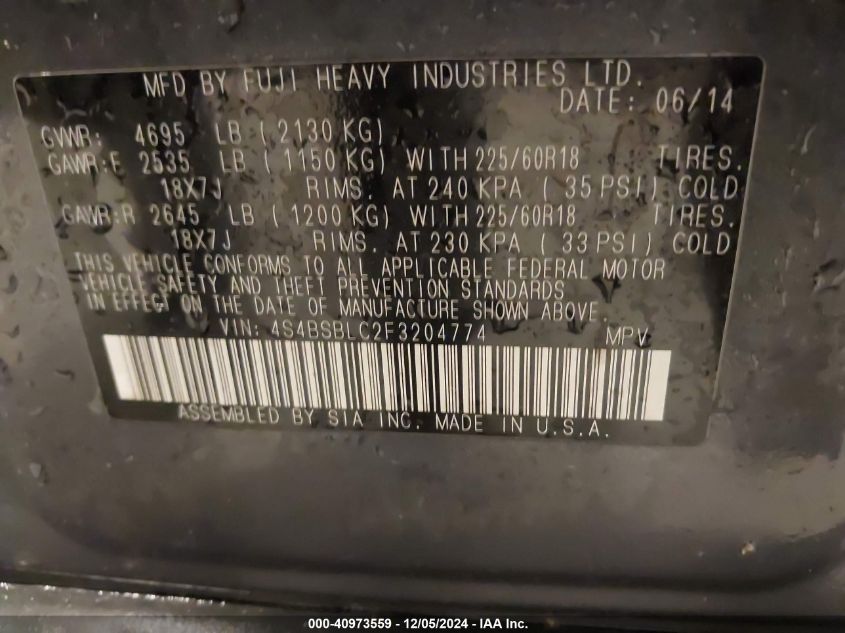 MFD BY FUJI HEAVY INDUSTRIES LTD.
DATE: 06/14
GVWR: 4695 LB ( 2130 KG)
GAWR:F 2535 LB ( 1150 KG) WITH 225/60R18 TIRES.
18X7J RIMS. AT 240 KPA ( 35 PSI) COLD
GAWR:R 2645 LB ( 1200 KG) WITH 225/60R18 TIRES.
18X7J RIMS. AT 230 KPA ( 33 PSI) COLD
THIS VEHICLE CONFORMS TO ALL APPLICABLE FEDERAL MOTOR
VEHICLE SAFETY AND THEFT PREVENTION STANDARDS
IN EFFECT ON THE DATE OF MANUFACTURE SHOWN ABOVE.
VIN: 4S4BSBLC2F3204774 MPV
ASSEMBLED BY SIA INC. MADE IN U.S.A.
000-40973559 - 12/05/2024 - IAA Inc.